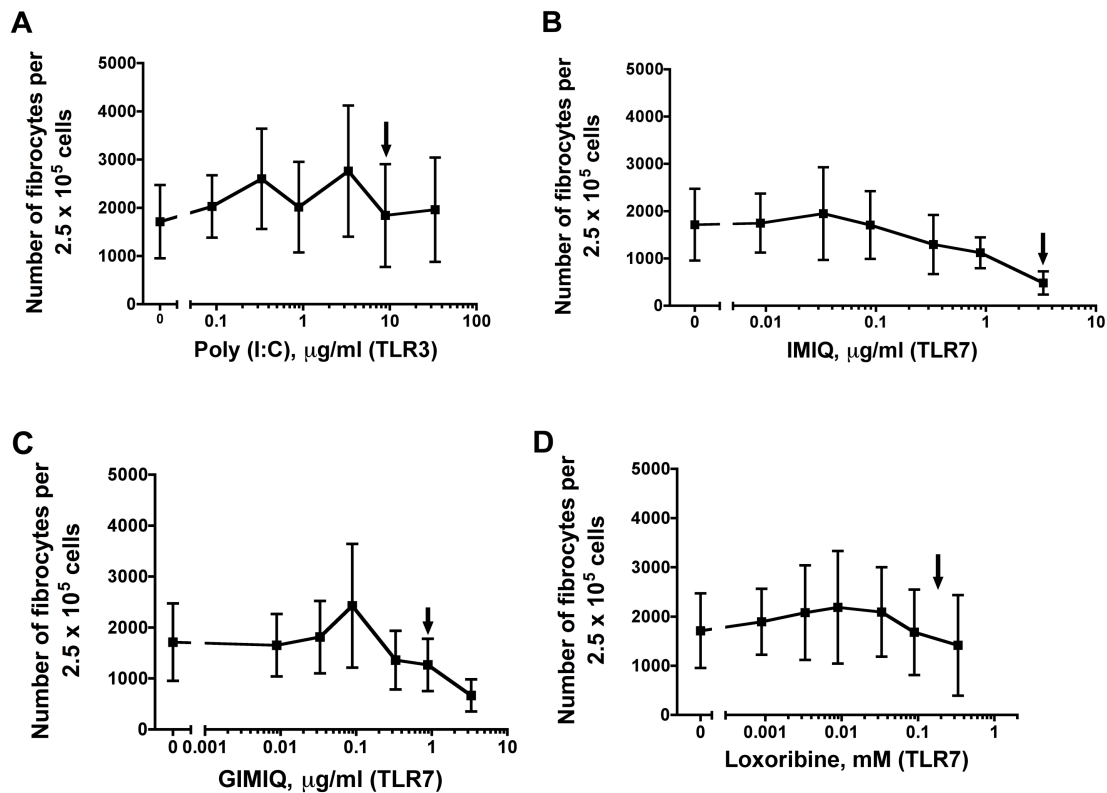 A
Number of fibrocytes per
2.5 x 10⁵ cells
5000
4000
3000
2000
1000
0
0 0.1 1 10 100
Poly (I:C), μg/ml (TLR3)
B
Number of fibrocytes per
2.5 x 10⁵ cells
5000
4000
3000
2000
1000
0
0 0.01 0.1 1 10
IMIQ, μg/ml (TLR7)
C
Number of fibrocytes per
2.5 x 10⁵ cells
5000
4000
3000
2000
1000
0
0 0.001 0.01 0.1 1 10
GIMIQ, μg/ml (TLR7)
D
Number of fibrocytes per
2.5 x 10⁵ cells
5000
4000
3000
2000
1000
0
0 0.001 0.01 0.1 1
Loxoribine, mM (TLR7)